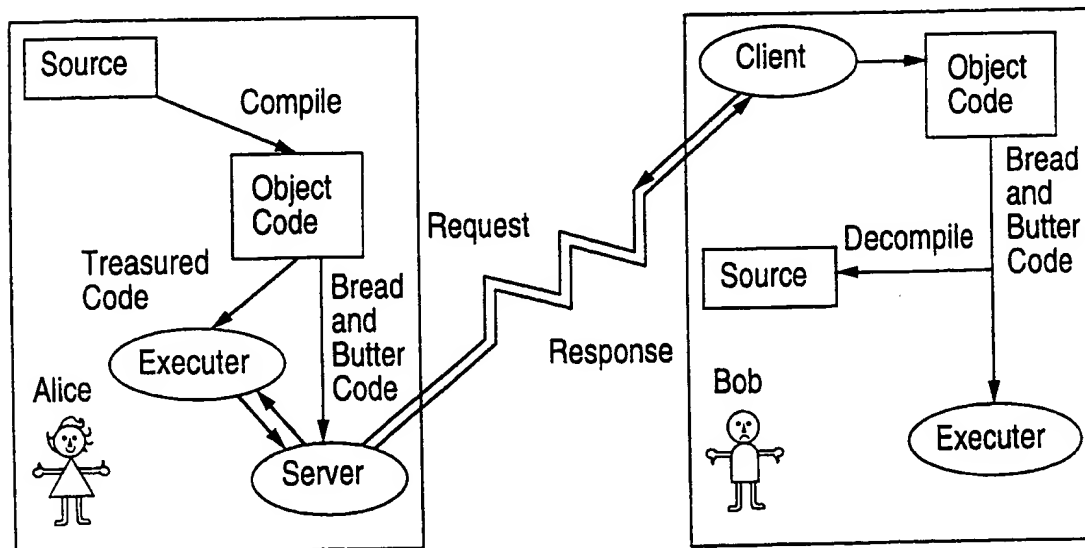 Source
Compile
Object
Code
Treasured
Code
Bread
and
Butter
Code
Executer
Alice
Server
Request
Response
Client
Object
Code
Bread
and
Butter
Code
Decompile
Source
Bob
Executer